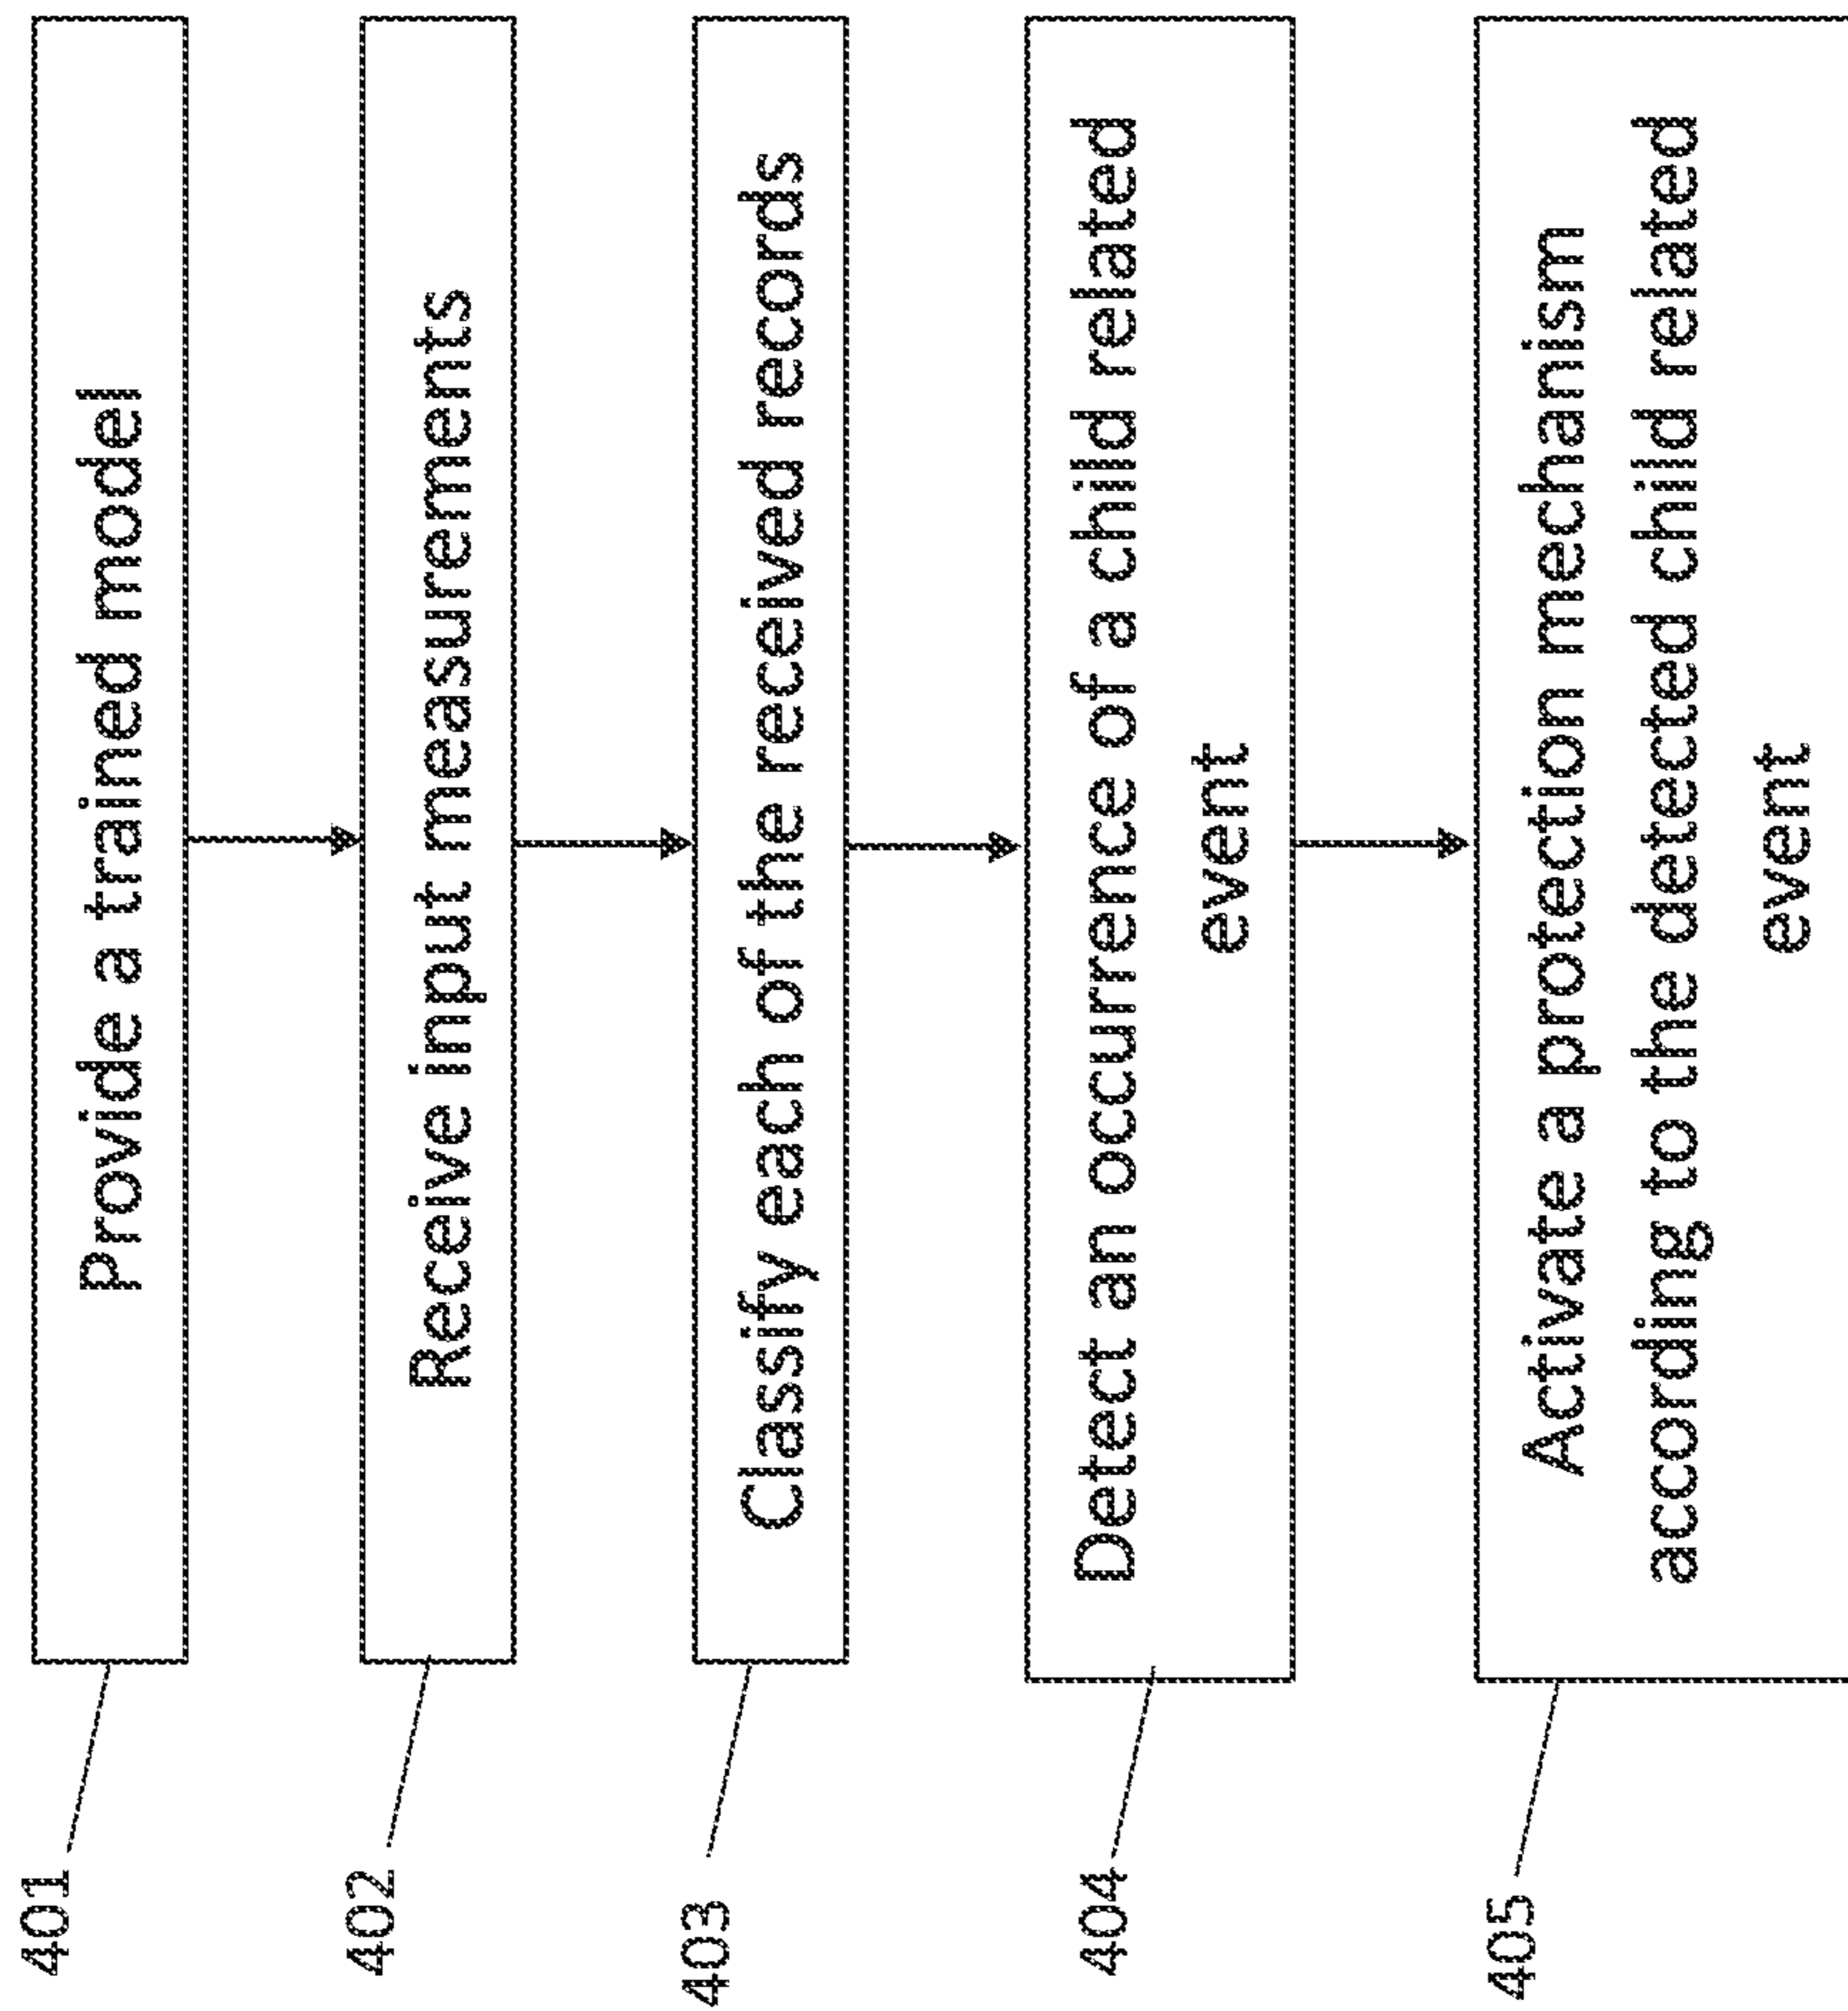 401
Provide a trained model
402
Receive input measurements
403
Classify each of the received records
404
Detect an occurrence of a child related
event
405
Activate a protection mechanism
according to the detected child related
event